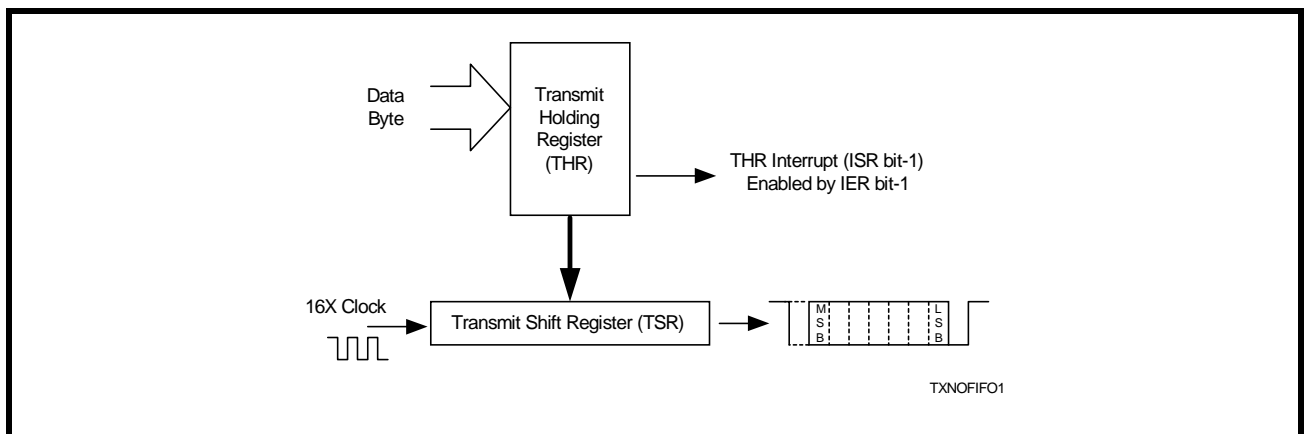 Data
Byte
Transmit
Holding
Register
(THR)
THR Interrupt (ISR bit-1)
Enabled by IER bit-1
16X Clock
Transmit Shift Register (TSR)
M
S
B
L
S
B
TXNOFIFO1